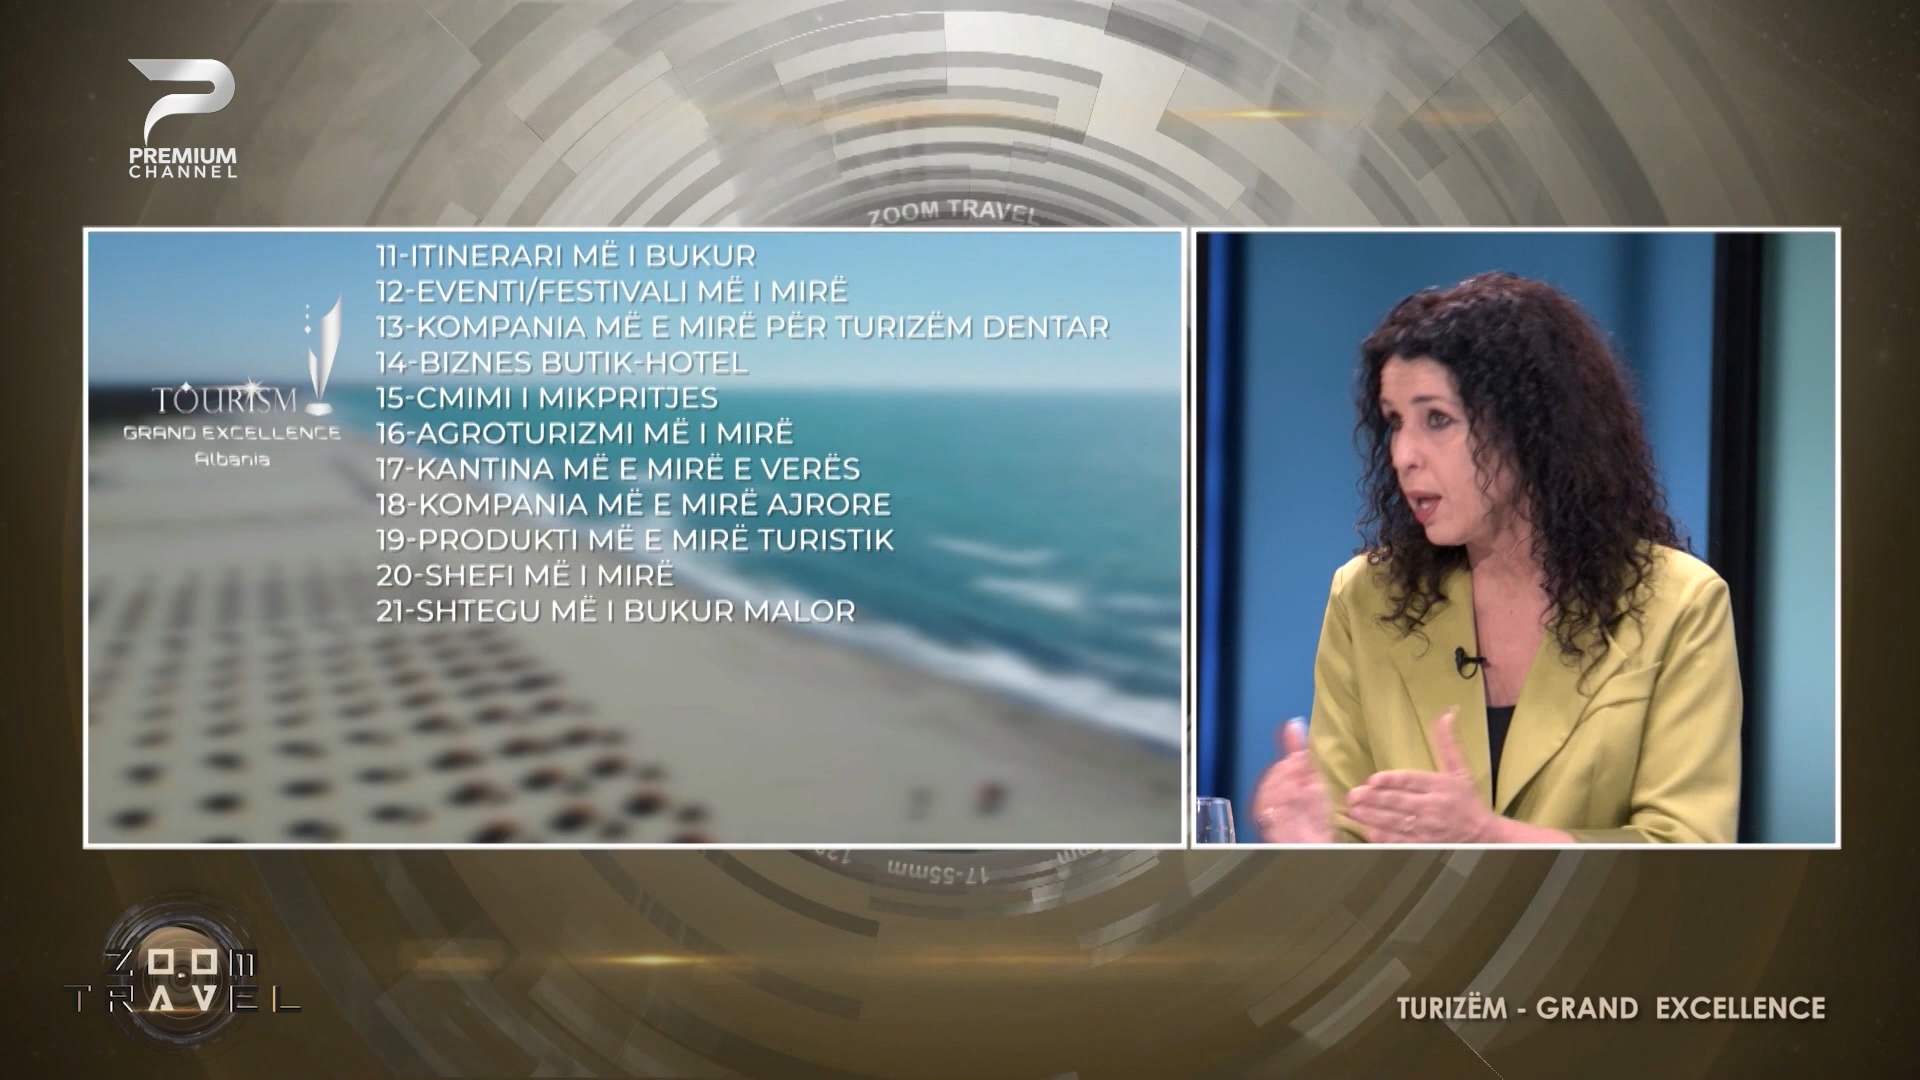 PREMIUM
CHANNEL
ZOOM TRAVEL
11-ITINERARI MË I BUKUR
12-EVENTI/FESTIVALI MË I MIRË
13-KOMPANIA MË E MIRË PËR TURIZËM DENTAR
14-BIZNES BUTIK-HOTEL
15-CMIMI I MIKPRITJES
16-AGROTURIZMI MË I MIRË
17-KANTINA MË E MIRË E VERËS
18-KOMPANIA MË E MIRË AJRORE
19-PRODUKTI MË E MIRË TURISTIK
20-SHEFI MË I MIRË
21-SHTEGU MË I BUKUR MALOR
TOURISM
GRAND EXCELLENCE
Albania
17-55mm
ZOOM
TRAVEL
TURIZËM - GRAND EXCELLENCE